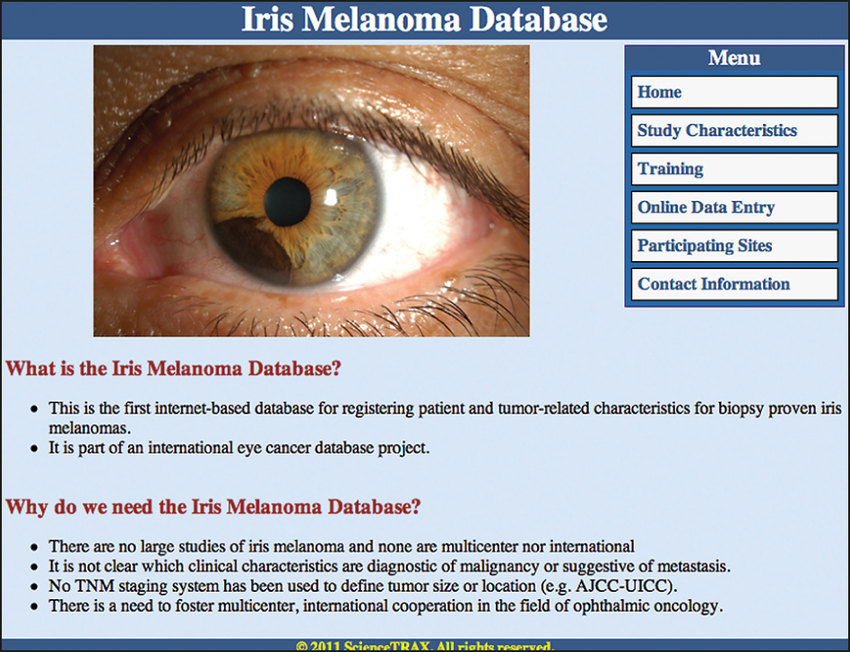 Iris Melanoma Database
Menu
Home
Study Characteristics
Training
Online Data Entry
Participating Sites
Contact Information
What is the Iris Melanoma Database?
• This is the first internet-based database for registering patient and tumor-related characteristics for biopsy proven iris
melanomas.
• It is part of an international eye cancer database project.
Why do we need the Iris Melanoma Database?
• There are no large studies of iris melanoma and none are multicenter nor international
• It is not clear which clinical characteristics are diagnostic of malignancy or suggestive of metastasis.
• No TNM staging system has been used to define tumor size or location (e.g. AJCC-UICC).
• There is a need to foster multicenter, international cooperation in the field of ophthalmic oncology.
© 2011 ScienceTRAX. All rights reserved.